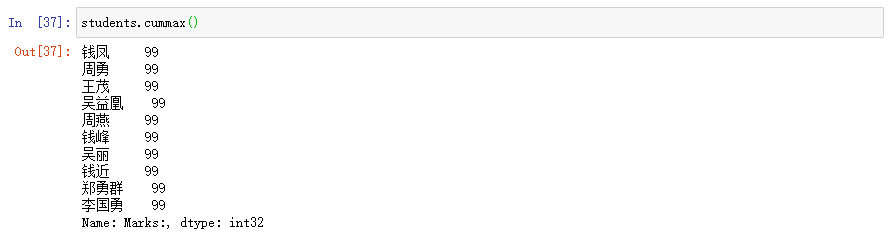 In [37]: students.cummax()
Out[37]: 钱凤 99
周勇 99
王茂 99
吴益凰 99
周燕 99
钱峰 99
吴丽 99
钱近 99
郑勇群 99
李国勇 99
Name: Marks:, dtype: int32